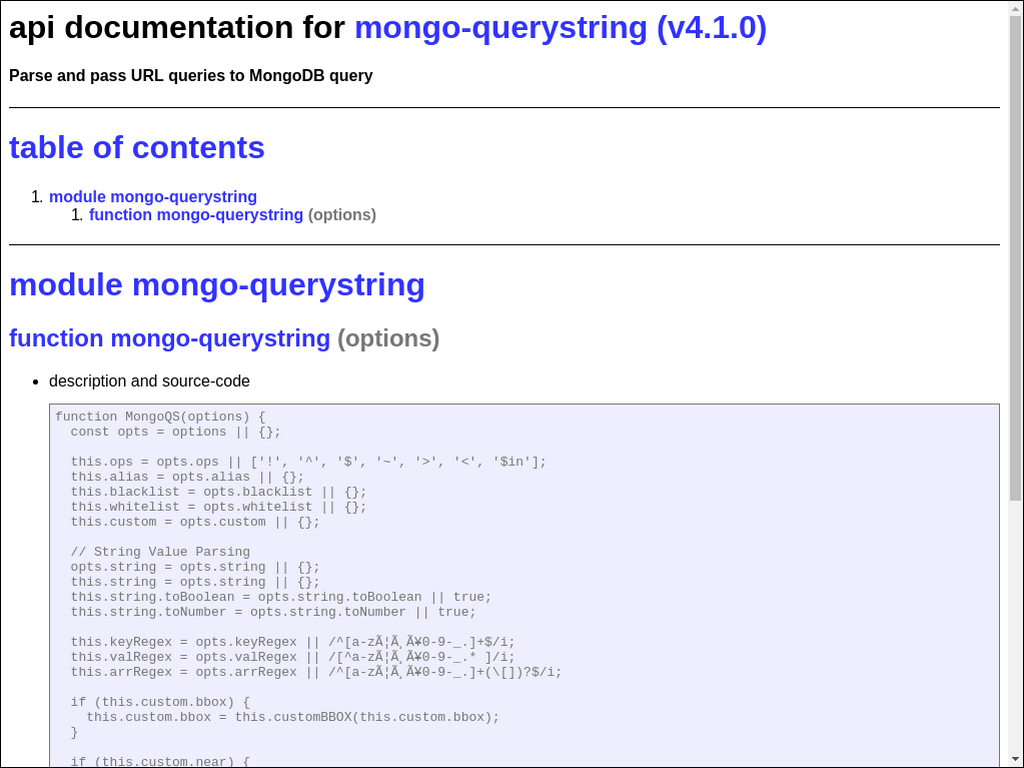 api documentation for mongo-querystring (v4.1.0)
Parse and pass URL queries to MongoDB query
table of contents
1. module mongo-querystring
1. function mongo-querystring (options)
module mongo-querystring
function mongo-querystring (options)
• description and source-code
function MongoQS(options) {
  const opts = options || {};
  this.ops = opts.ops || ['!', '^', '$', '~', '>', '<', '$in'];
  this.alias = opts.alias || {};
  this.blacklist = opts.blacklist || {};
  this.whitelist = opts.whitelist || {};
  this.custom = opts.custom || {};
  // String Value Parsing
  opts.string = opts.string || {};
  this.string = opts.string || {};
  this.string.toBoolean = opts.string.toBoolean || true;
  this.string.toNumber = opts.string.toNumber || true;
  this.keyRegex = opts.keyRegex || /^[a-zÃ¦Ã¸Ã¥0-9-_.]+$/i;
  this.valRegex = opts.valRegex || /[^a-zÃ¦Ã¸Ã¥0-9-_.* ]/i;
  this.arrRegex = opts.arrRegex || /^[a-zÃ¦Ã¸Ã¥0-9-_.]+(\[])?$/i;
  if (this.custom.bbox) {
    this.custom.bbox = this.customBBOX(this.custom.bbox);
  }
  if (this.custom.near) {